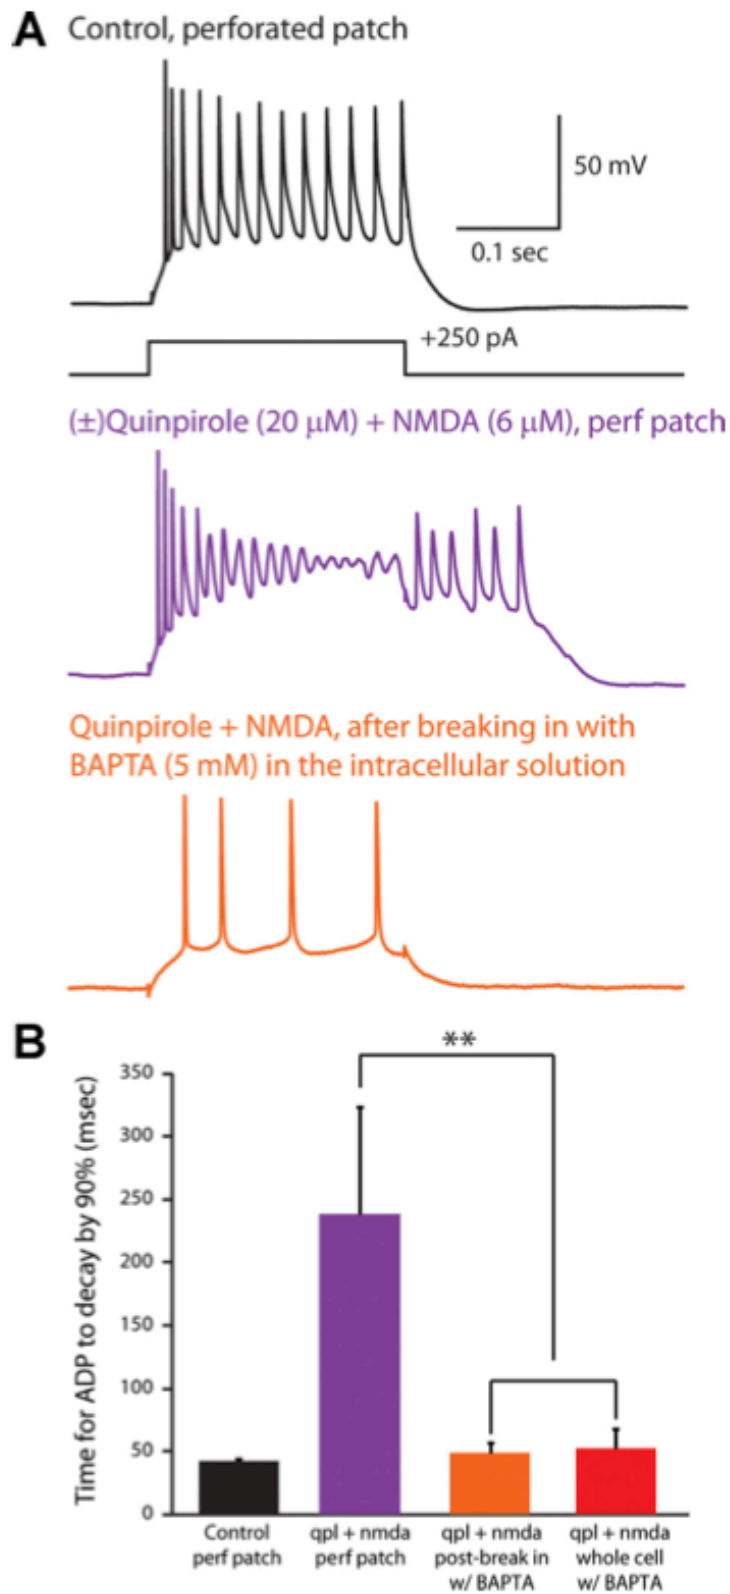 A Control, perforated patch
50 mV
0.1 sec
+250 pA
(±)Quinpirole (20 μM) + NMDA (6 μM), perf patch
Quinpirole + NMDA, after breaking in with
BAPTA (5 mM) in the intracellular solution
B
**
Time for ADP to decay by 90% (msec)
350
300
250
200
150
100
50
0
Control
perf patch
qpl + nmda
perf patch
qpl + nmda
post-break in
w/ BAPTA
qpl + nmda
whole cell
w/ BAPTA